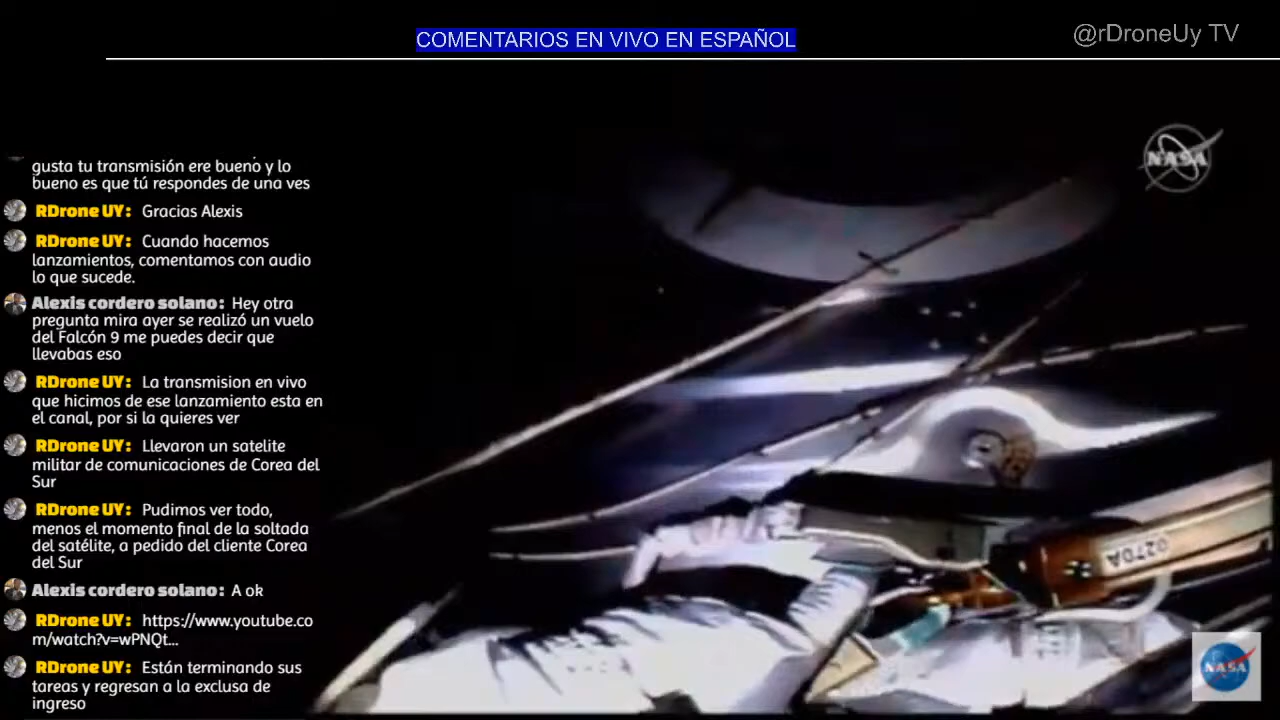 COMENTARIOS EN VIVO EN ESPAÑOL
@rDroneUy TV
NASA
gusta tu transmisión ere bueno y lo
bueno es que tú respondes de una ves
RDrone UY: Gracias Alexis
RDrone UY: Cuando hacemos
lanzamientos, comentamos con audio
lo que sucede.
Alexis cordero solano: Hey otra
pregunta mira ayer se realizó un vuelo
del Falcón 9 me puedes decir que
llevabas eso
RDrone UY: La transmision en vivo
que hicimos de ese lanzamiento esta en
el canal, por si la quieres ver
RDrone UY: Llevaron un satelite
militar de comunicaciones de Corea del
Sur
RDrone UY: Pudimos ver todo,
menos el momento final de la soltada
del satélite, a pedido del cliente Corea
del Sur
Alexis cordero solano: A ok
RDrone UY: https://www.youtube.co
m/watch?v=wPNQt...
RDrone UY: Están terminando sus
tareas y regresan a la exclusa de
ingreso
0270A
NASA